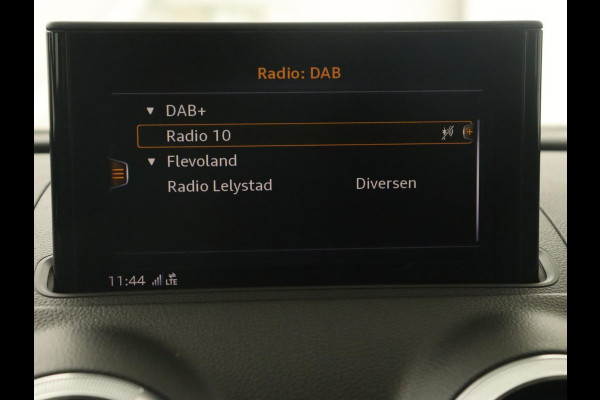 Radio: DAB
▼ DAB+
Radio 10
▼ Flevoland
Radio Lelystad Diversen
11:44 LTE